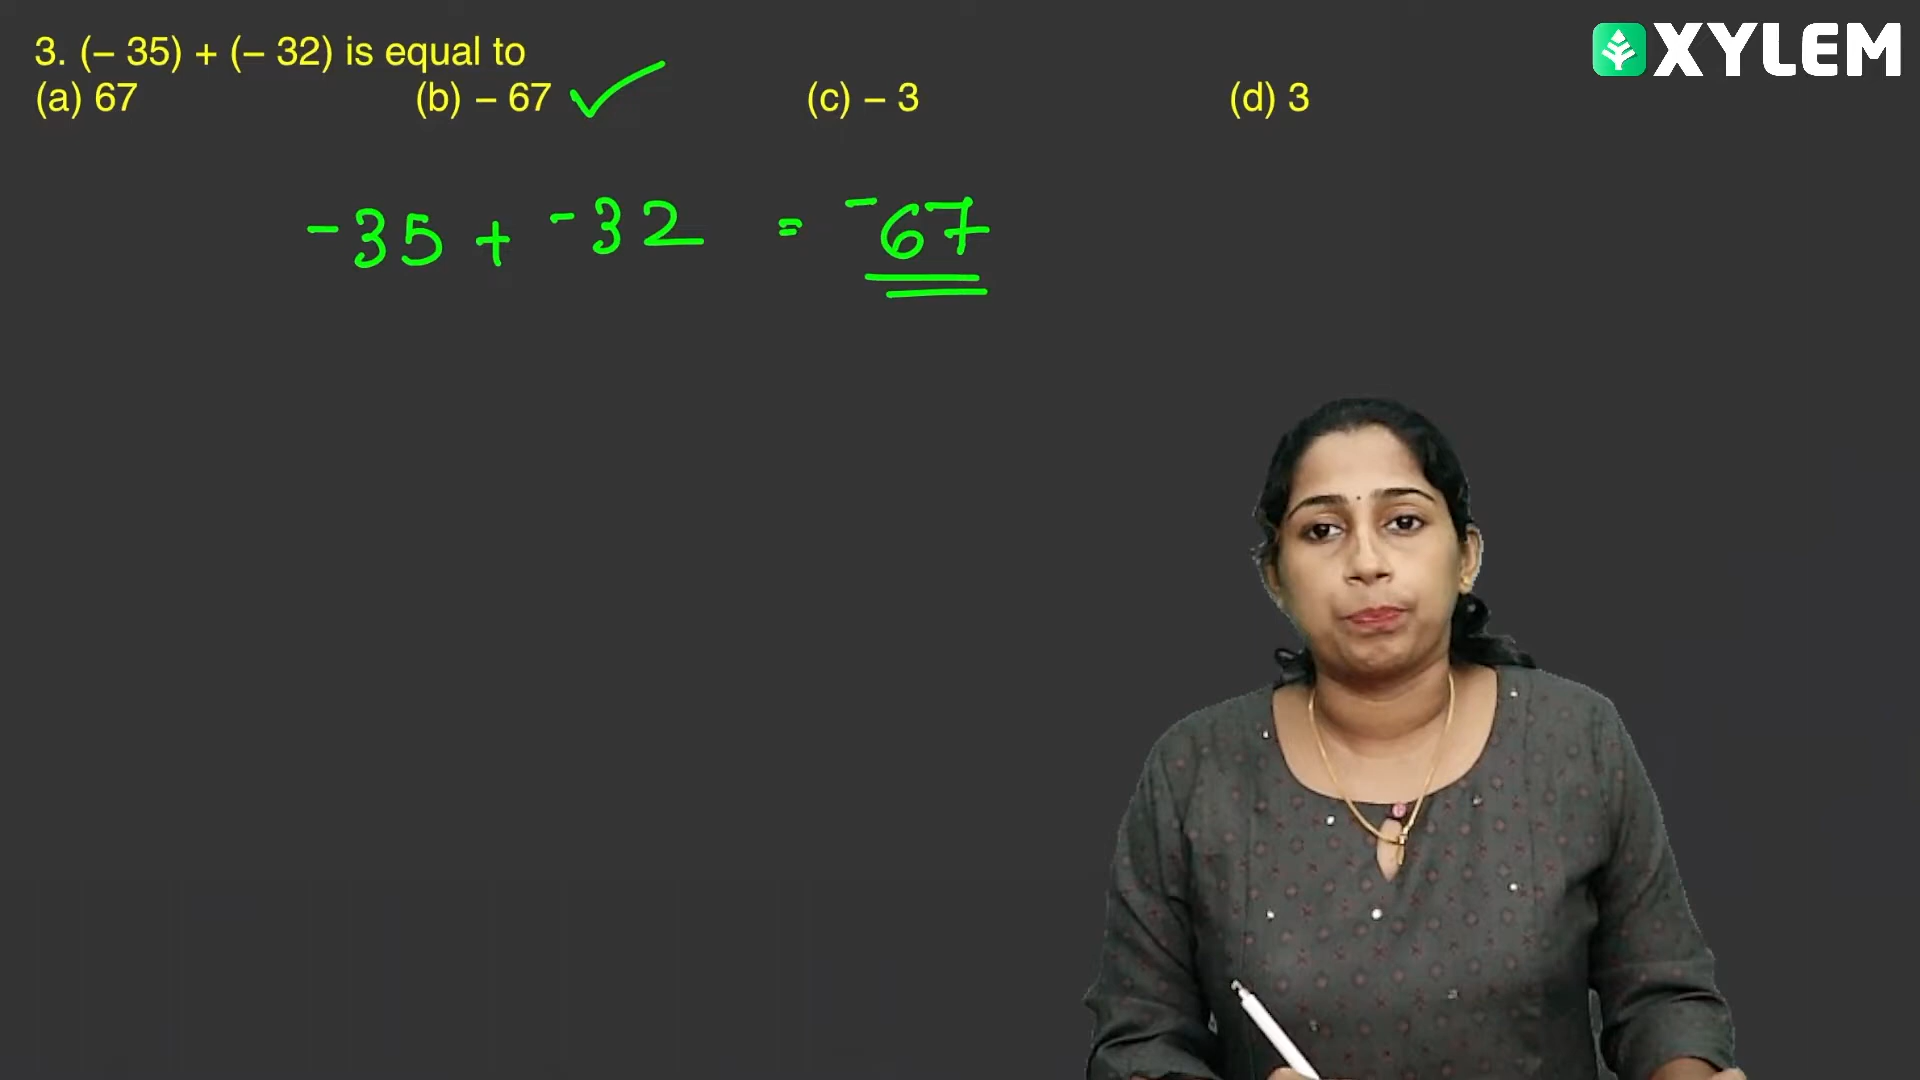 XYLEM
3. (– 35) + (– 32) is equal to
(a) 67 (b) – 67 ✓ (c) – 3 (d) 3
-35 + -32 = -67